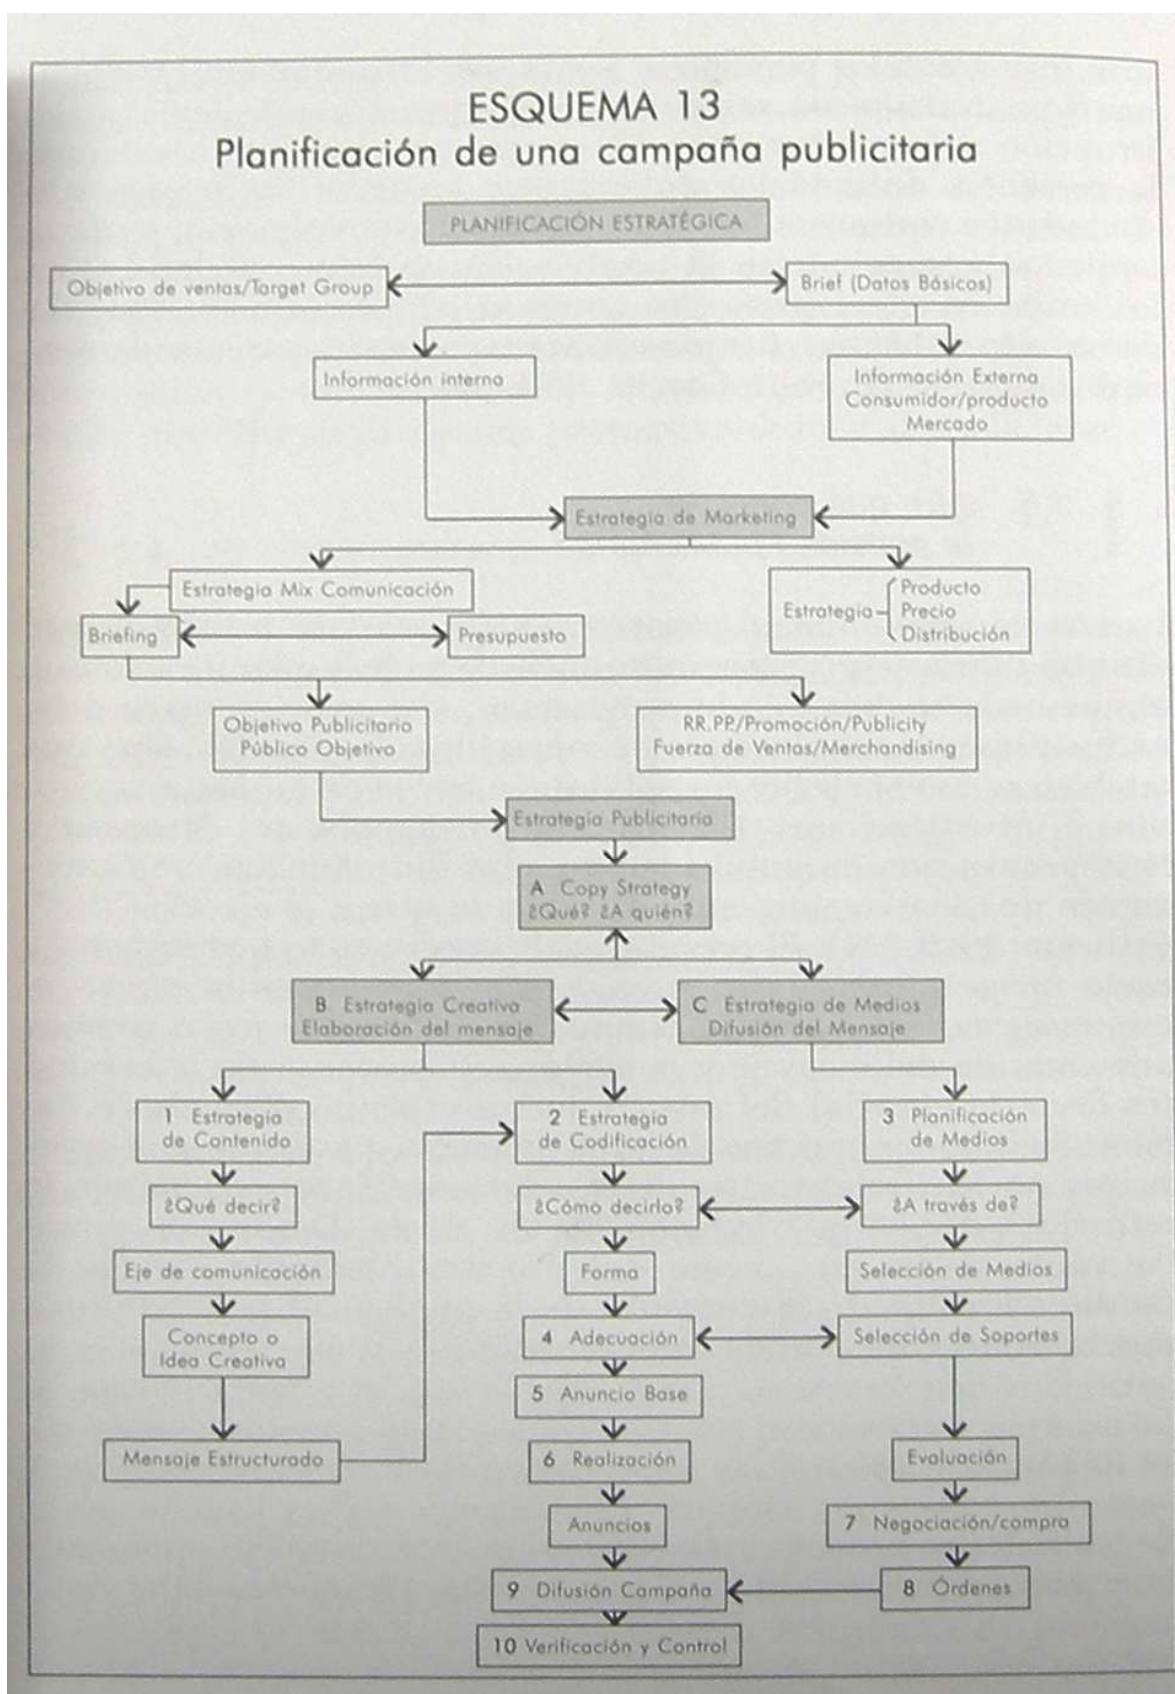 ESQUEMA 13
Planificación de una campaña publicitaria
PLANIFICACIÓN ESTRATÉGICA
Objetivo de ventas/Target Group
Brief (Datos Básicos)
Información interna
Información Externa
Consumidor/producto
Mercado
Estrategia de Marketing
Estrategia Mix Comunicación
Estrategia
Producto
Precio
Distribución
Briefing
Presupuesto
Objetivo Publicitario
Público Objetivo
RR.PP./Promoción/Publicity
Fuerza de Ventas/Merchandising
Estrategia Publicitaria
A Copy Strategy
¿Qué? ¿A quién?
B Estrategia Creativa
Elaboración del mensaje
C Estrategia de Medios
Difusión del Mensaje
1 Estrategia
de Contenido
2 Estrategia
de Codificación
3 Planificación
de Medios
¿Qué decir?
¿Cómo decirlo?
¿A través de?
Eje de comunicación
Forma
Selección de Medios
Concepto o
Idea Creativa
4 Adecuación
Selección de Soportes
5 Anuncio Base
Mensaje Estructurado
6 Realización
Evaluación
Anuncios
7 Negociación/compra
9 Difusión Campaña
8 Órdenes
10 Verificación y Control